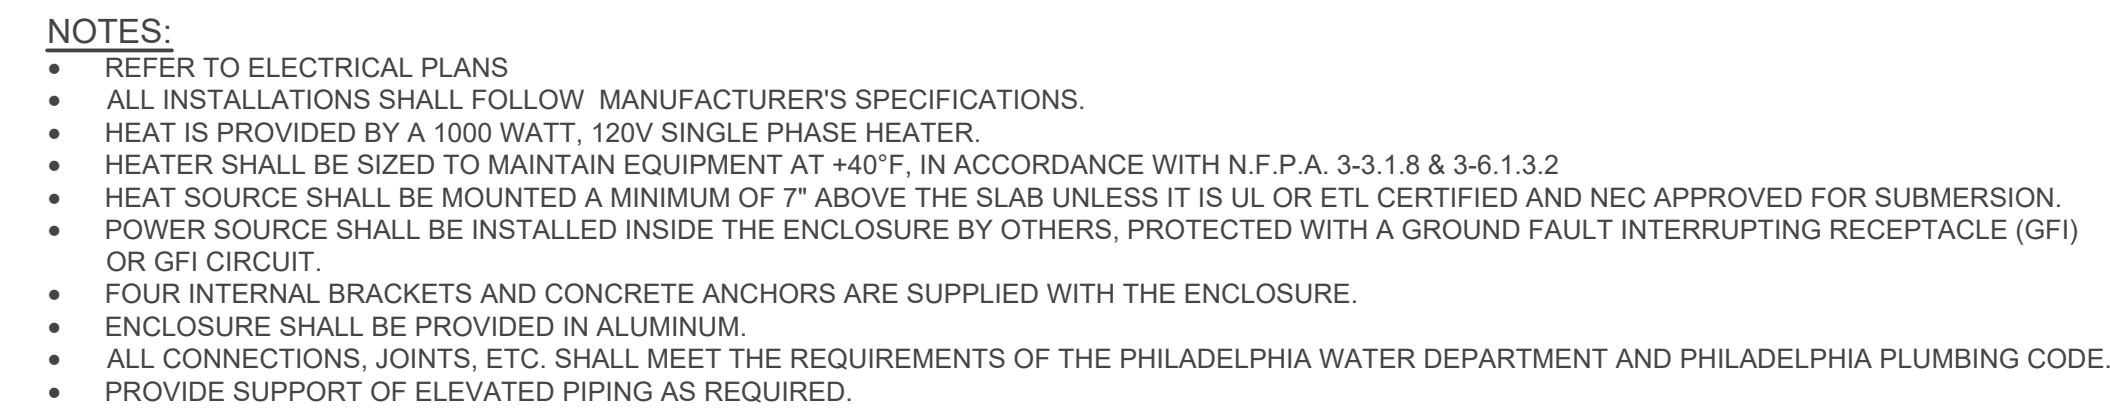 NOTES:
• REFER TO ELECTRICAL PLANS
• ALL INSTALLATIONS SHALL FOLLOW MANUFACTURER'S SPECIFICATIONS.
• HEAT IS PROVIDED BY A 1000 WATT, 120V SINGLE PHASE HEATER.
• HEATER SHALL BE SIZED TO MAINTAIN EQUIPMENT AT +40°F, IN ACCORDANCE WITH N.F.P.A. 3-3.1.8 & 3-6.1.3.2
• HEAT SOURCE SHALL BE MOUNTED A MINIMUM OF 7" ABOVE THE SLAB UNLESS IT IS UL OR ETL CERTIFIED AND NEC APPROVED FOR SUBMERSION.
• POWER SOURCE SHALL BE INSTALLED INSIDE THE ENCLOSURE BY OTHERS, PROTECTED WITH A GROUND FAULT INTERRUPTING RECEPTACLE (GFI)
OR GFI CIRCUIT.
• FOUR INTERNAL BRACKETS AND CONCRETE ANCHORS ARE SUPPLIED WITH THE ENCLOSURE.
• ENCLOSURE SHALL BE PROVIDED IN ALUMINUM.
• ALL CONNECTIONS, JOINTS, ETC. SHALL MEET THE REQUIREMENTS OF THE PHILADELPHIA WATER DEPARTMENT AND PHILADELPHIA PLUMBING CODE.
• PROVIDE SUPPORT OF ELEVATED PIPING AS REQUIRED.